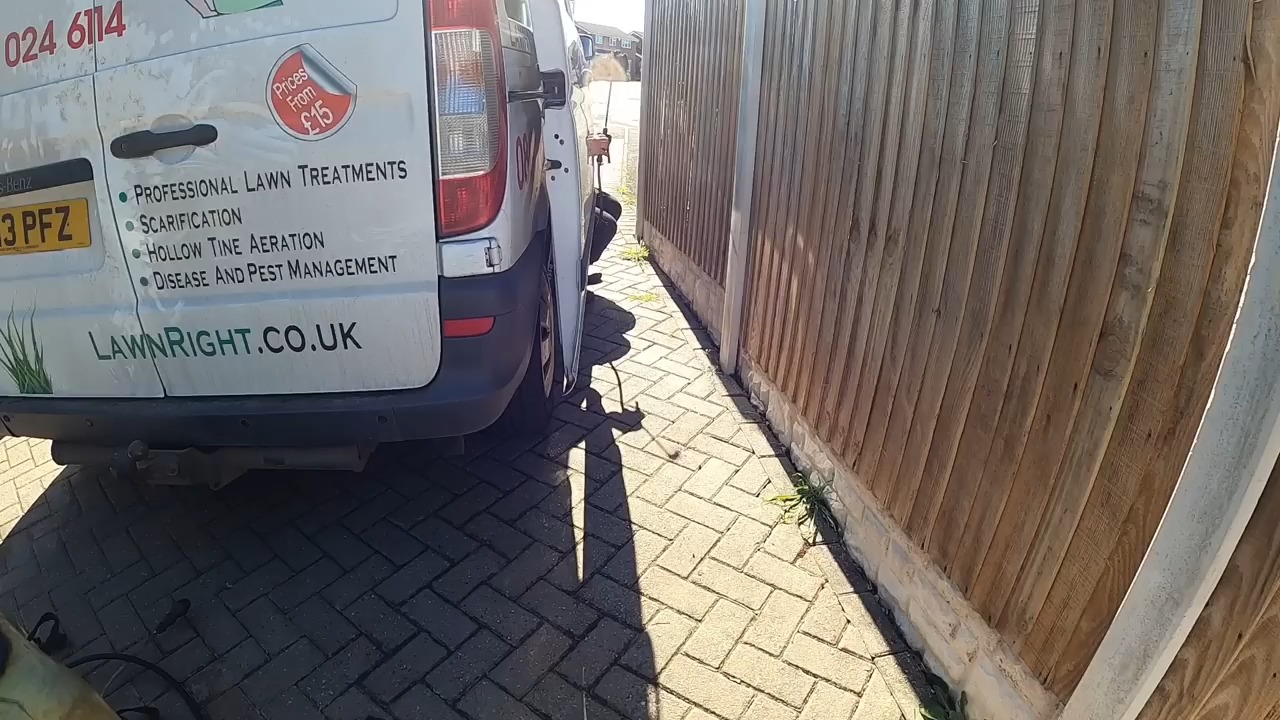 024 6114
Prices
From
£15
PROFESSIONAL LAWN TREATMENTS
SCARIFICATION
HOLLOW TINE AERATION
DISEASE AND PEST MANAGEMENT
3 PFZ
LAWNRIGHT.CO.UK